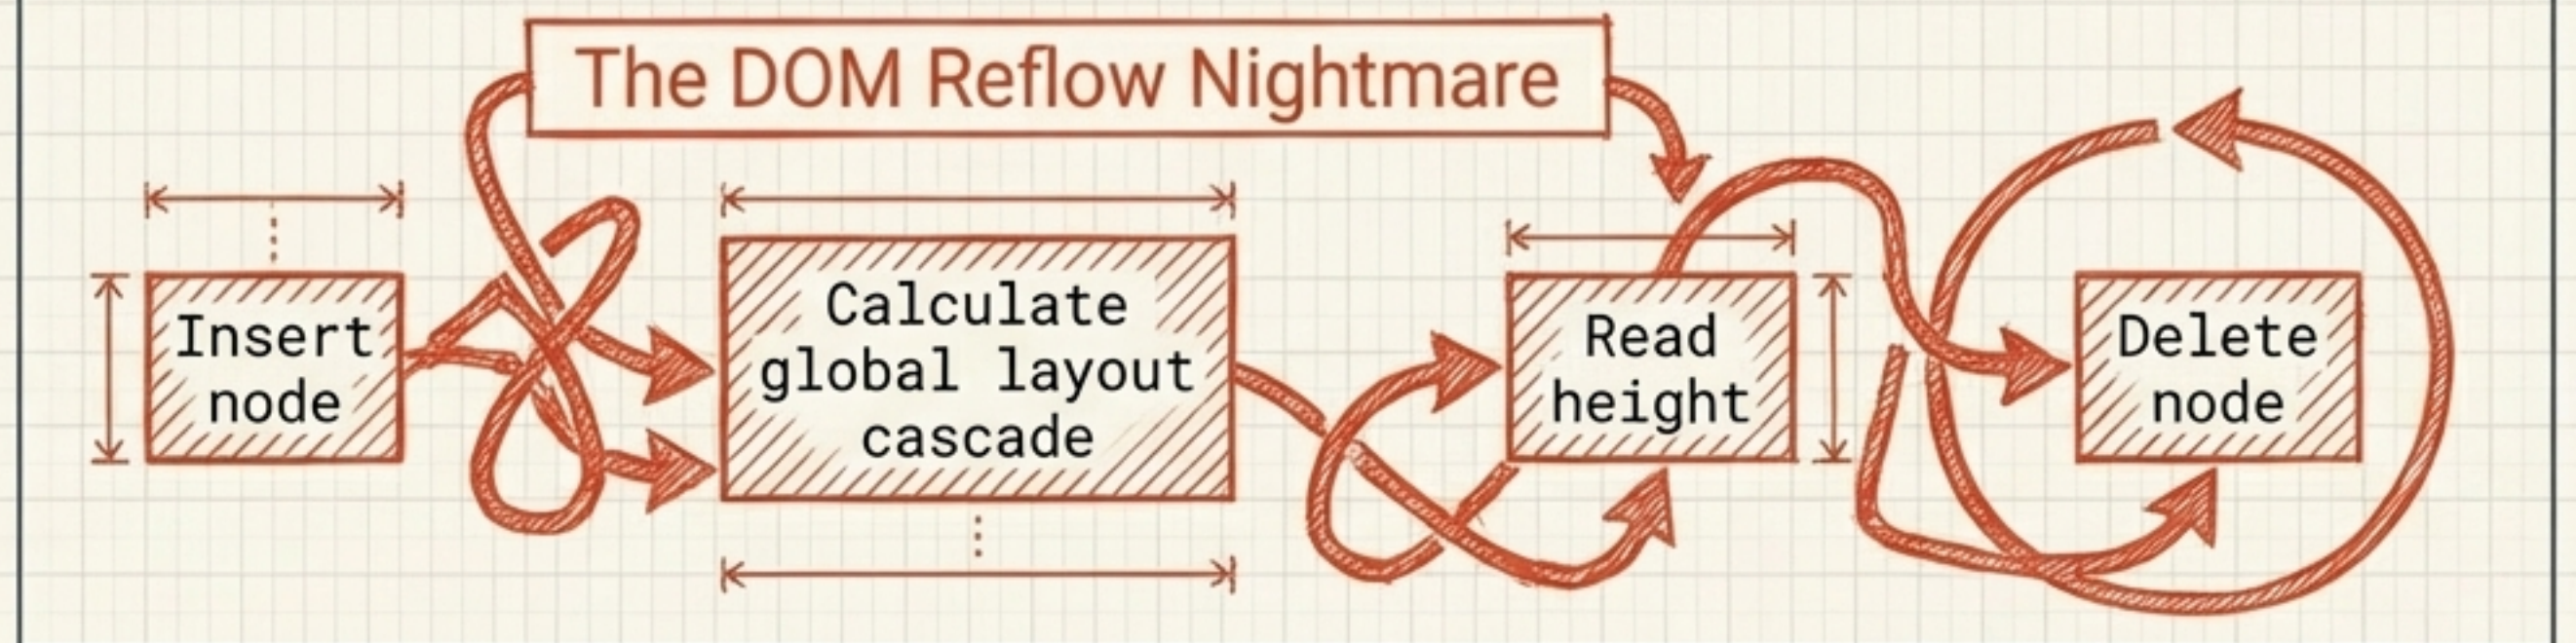 The DOM Reflow Nightmare
Insert
node
Calculate
global layout
cascade
Read
height
Delete
node